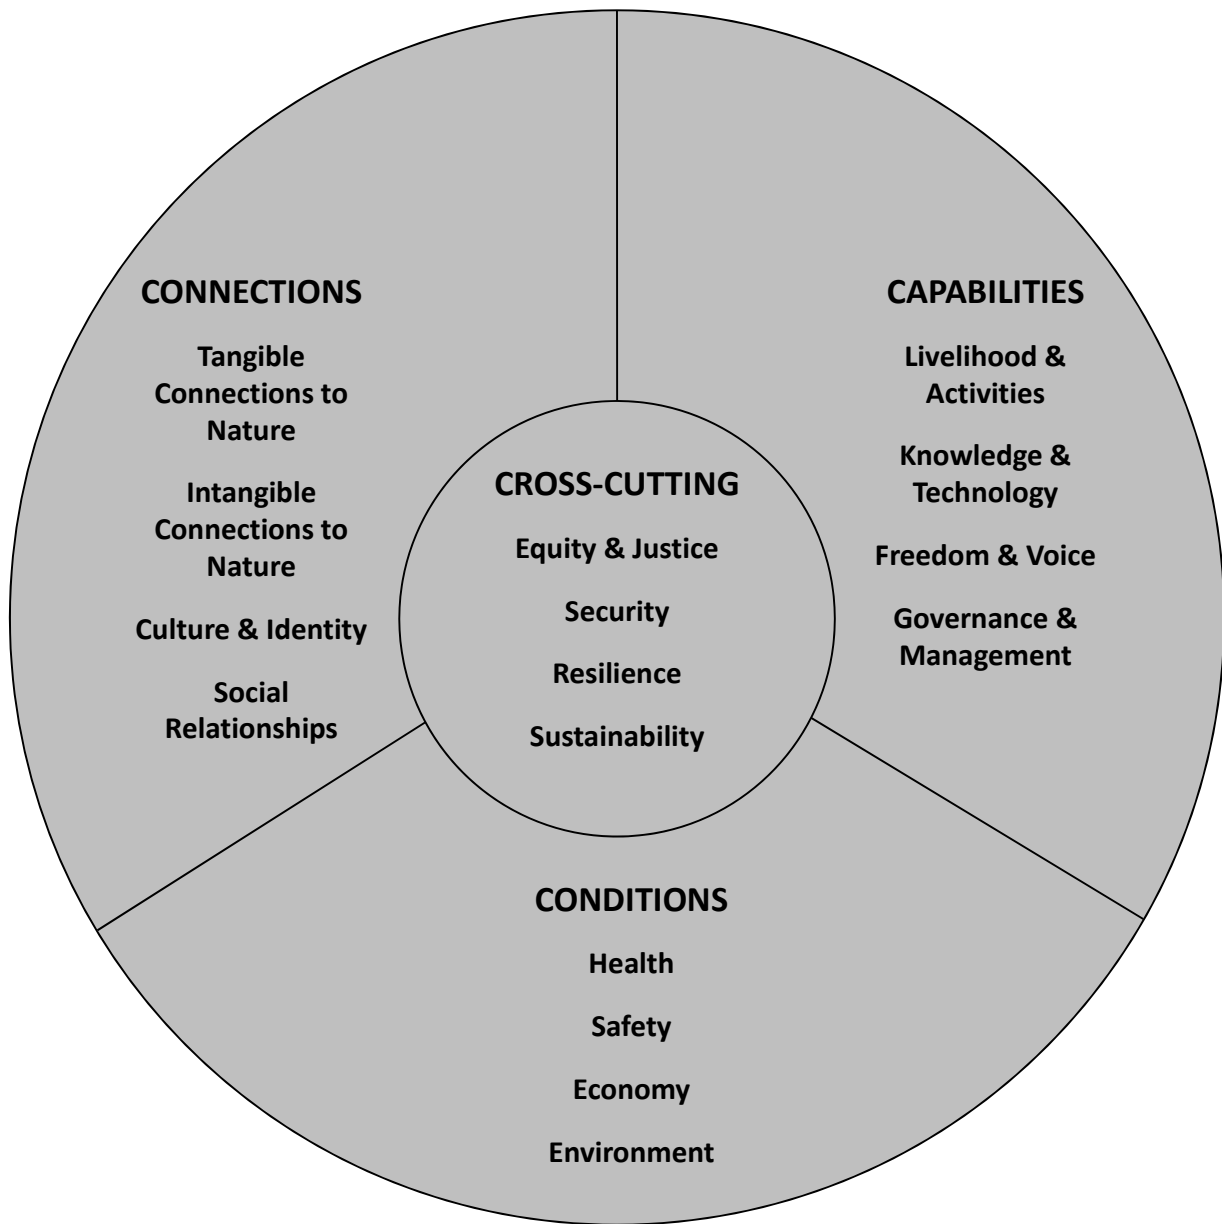 CONNECTIONS
Tangible
Connections to
Nature
Intangible
Connections to
Nature
Culture & Identity
Social
Relationships
CAPABILITIES
Livelihood &
Activities
Knowledge &
Technology
Freedom & Voice
Governance &
Management
CROSS-CUTTING
Equity & Justice
Security
Resilience
Sustainability
CONDITIONS
Health
Safety
Economy
Environment